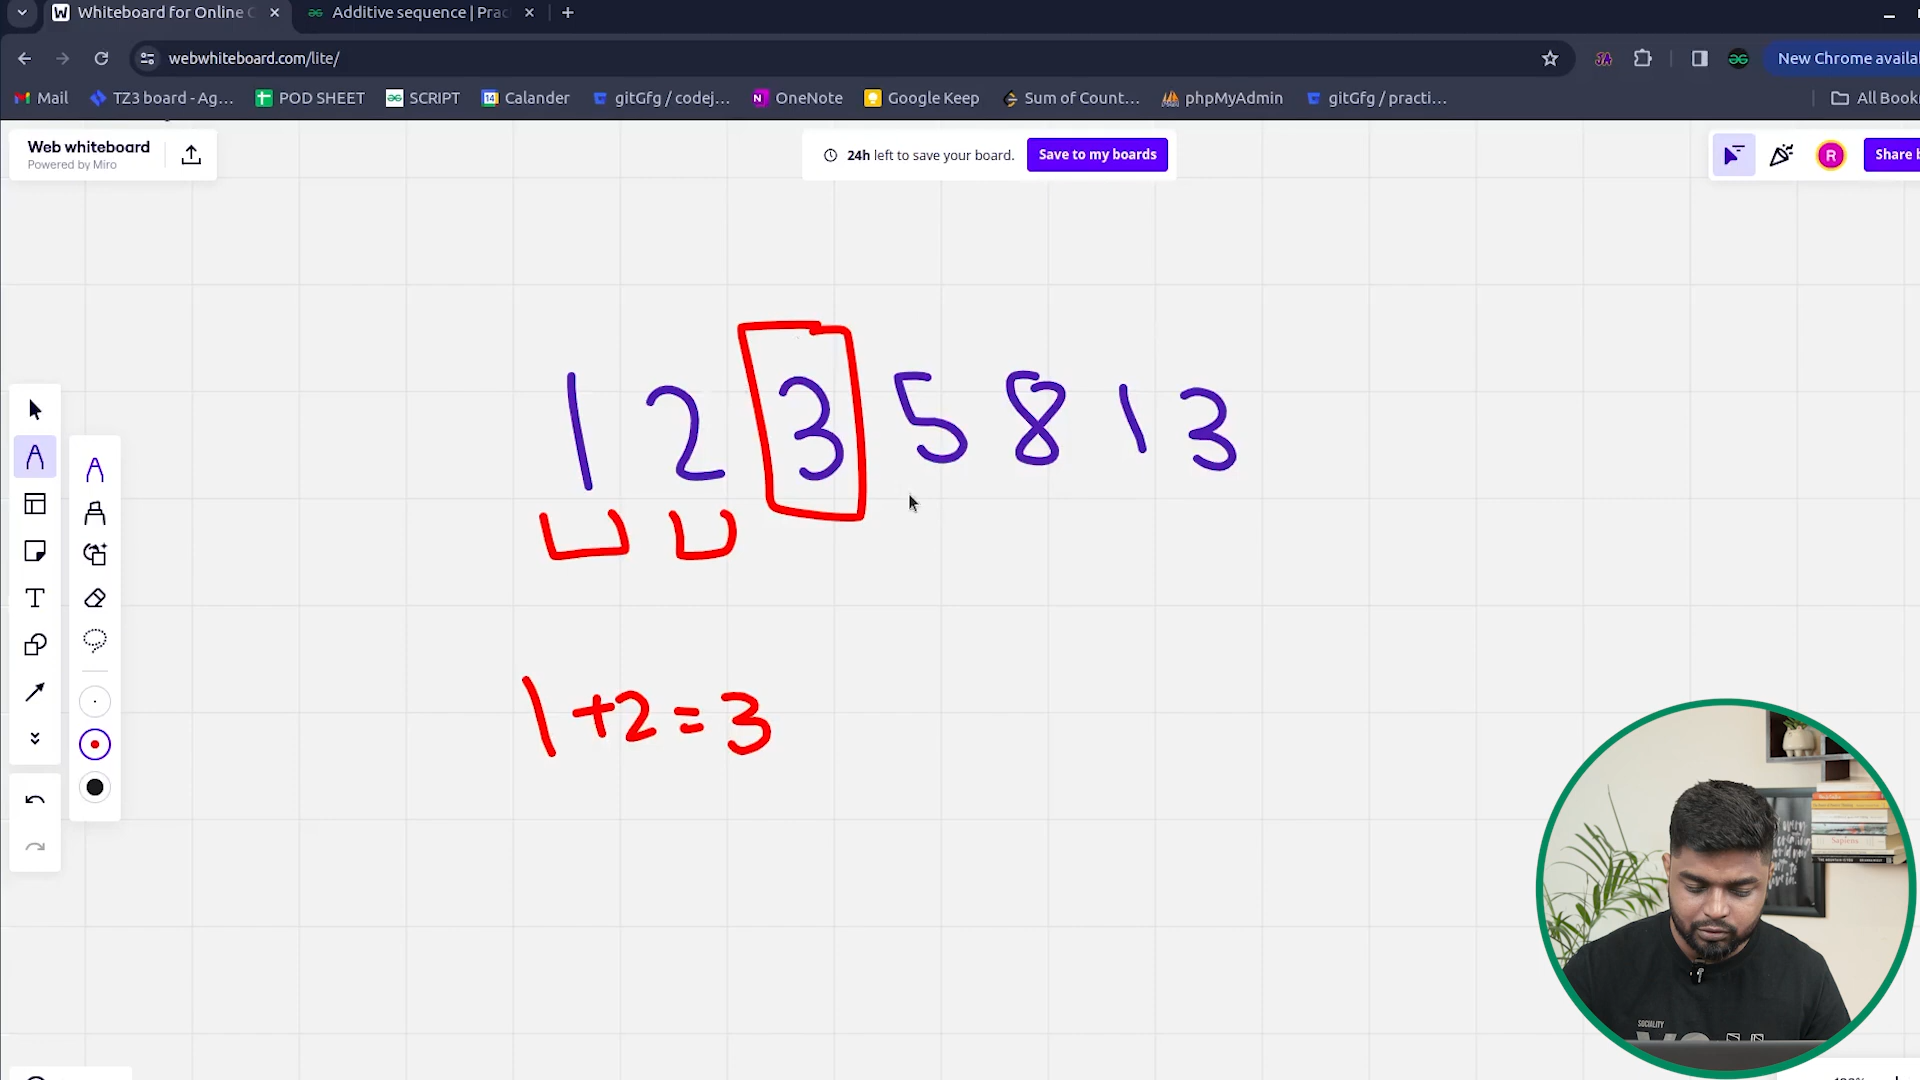 Whiteboard for Online C
Additive sequence | Prac
webwhiteboard.com/lite/
New Chrome availa
Mail TZ3 board - Ag... POD SHEET SCRIPT Calander gitGfg / codej... OneNote Google Keep Sum of Count... phpMyAdmin gitGfg / practi... All Book
Web whiteboard
Powered by Miro
24h left to save your board. Save to my boards
R
Share
1 2 3 5 8 1 3
1 + 2 = 3
T
Sapiens
SOCIALITY